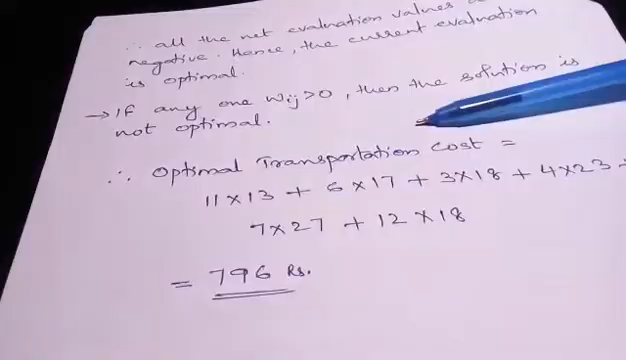 ∴ all the net evaluation values
negative. Hence, the current evaluation
is optimal.
→ If any one Wij>0, then the solution is
not optimal.
∴ Optimal Transportation cost =
11×13 + 6×17 + 3×18 + 4×23 +
7×27 + 12×18
= 796 Rs.